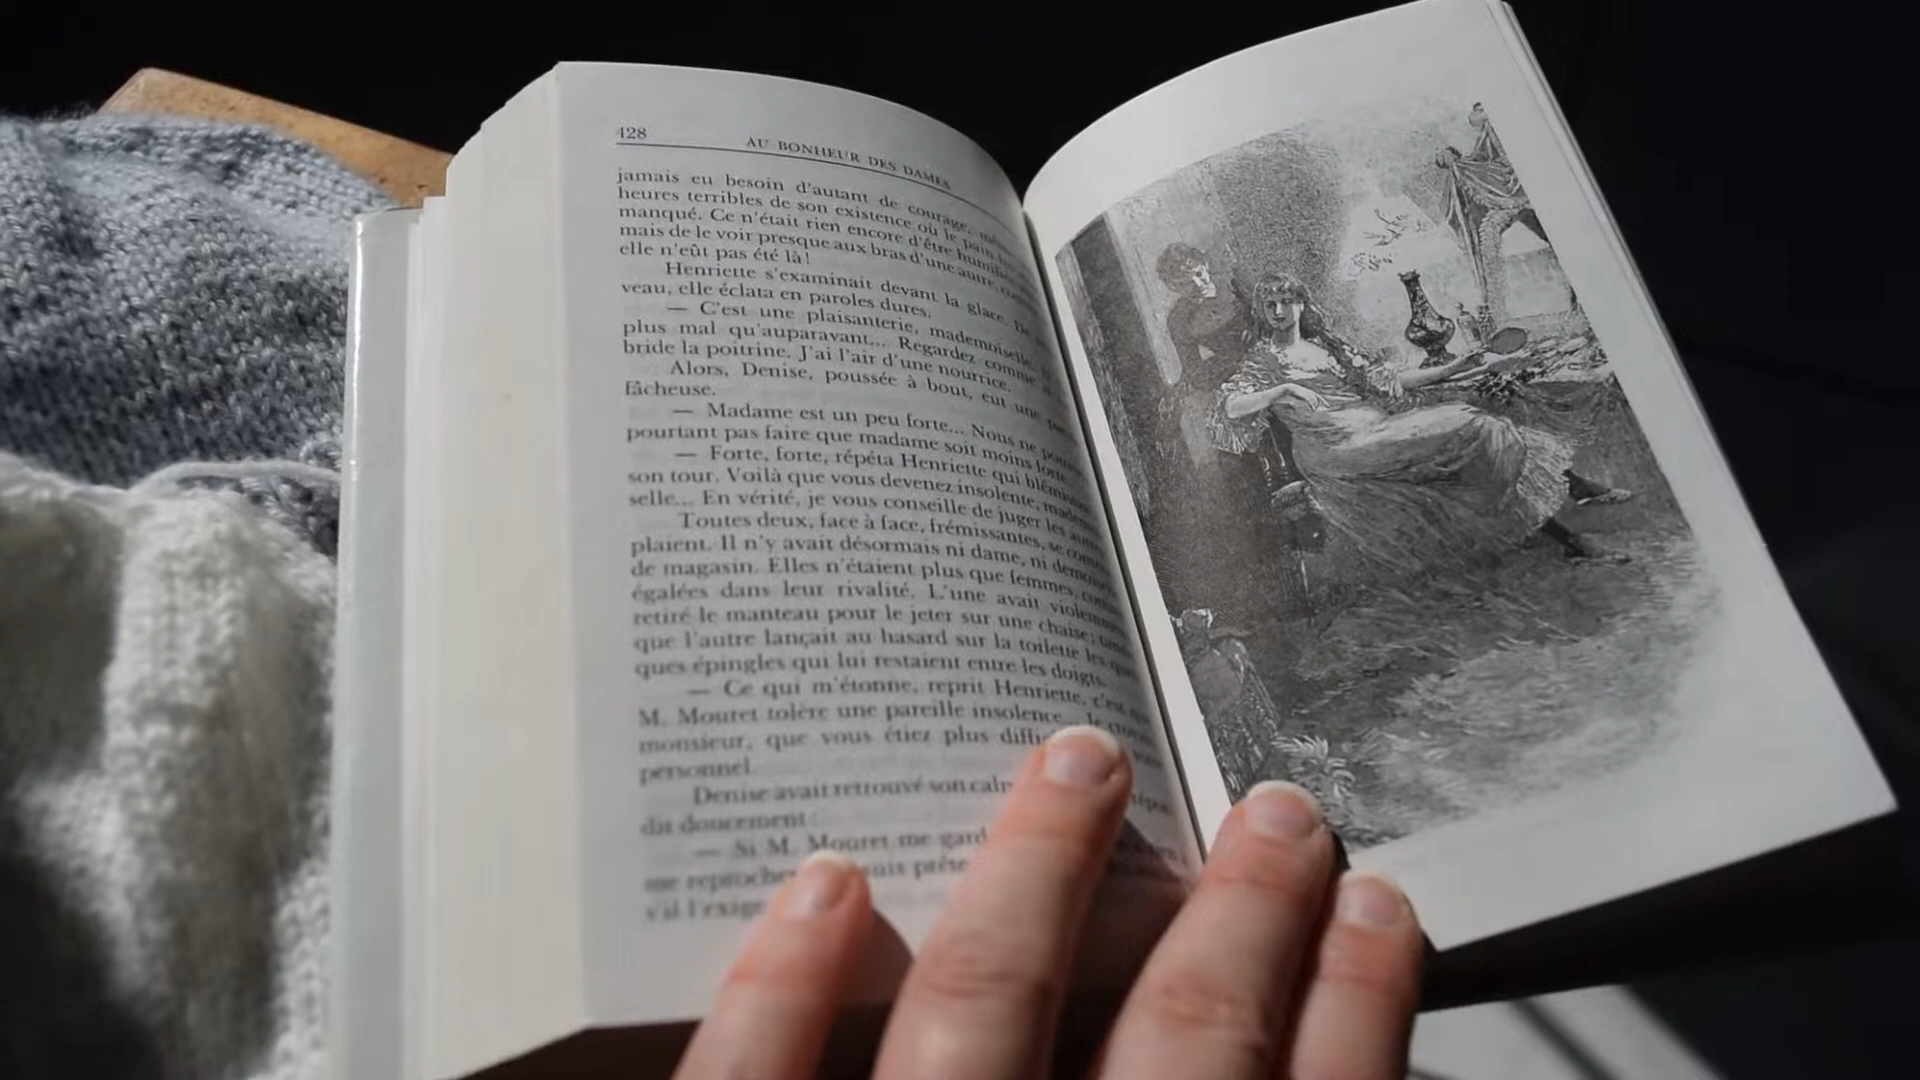 428
AU BONHEUR DES DAMES
jamais eu besoin d'autant de courage,
heures terribles de son existence où le pain
manqué. Ce n'était rien encore d'être
mais de le voir presque aux bras d'une autre,
elle n'eût pas été là !
Henriette s'examinait devant la glace. De
veau, elle éclata en paroles dures.
— C'est une plaisanterie, mademoiselle.
plus mal qu'auparavant... Regardez comme
bride la poitrine. J'ai l'air d'une nourrice.
Alors, Denise, poussée à bout, eut une
fâcheuse.
— Madame est un peu forte... Nous ne
pourtant pas faire que madame soit moins forte
— Forte, forte, répéta Henriette qui
son tour. Voilà que vous devenez insolente,
selle... En vérité, je vous conseille de juger les
Toutes deux, face à face, frémissantes, se
plaient. Il n'y avait désormais ni dame, ni
de magasin. Elles n'étaient plus que femmes,
égalées dans leur rivalité. L'une avait
retiré le manteau pour le jeter sur une chaise ;
que l'autre lançait au hasard sur la toilette les
ques épingles qui lui restaient entre les doigts.
— Ce qui m'étonne, reprit Henriette, c'est
M. Mouret tolère une pareille insolence...
monsieur, que vous étiez plus
personnel.
Denise avait retrouvé son
dit doucement :
— Si M. Mouret me
me
s'il l'exige